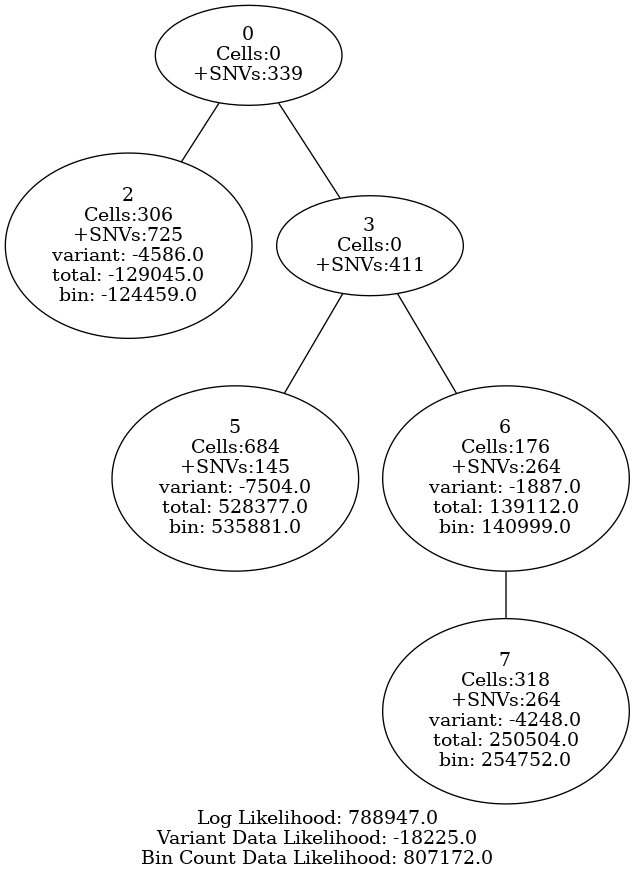 0
Cells:0
+SNVs:339
2
Cells:306
+SNVs:725
variant: -4586.0
total: -129045.0
bin: -124459.0
3
Cells:0
+SNVs:411
5
Cells:684
+SNVs:145
variant: -7504.0
total: 528377.0
bin: 535881.0
6
Cells:176
+SNVs:264
variant: -1887.0
total: 139112.0
bin: 140999.0
7
Cells:318
+SNVs:264
variant: -4248.0
total: 250504.0
bin: 254752.0
Log Likelihood: 788947.0
Variant Data Likelihood: -18225.0
Bin Count Data Likelihood: 807172.0